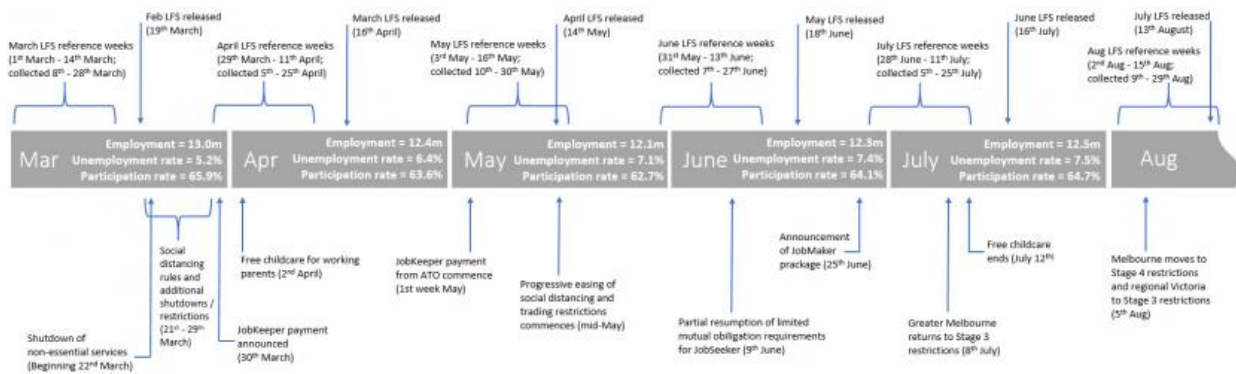 Feb LFS released
(19th March)
March LFS released
(16th April)
April LFS released
(14th May)
May LFS released
(18th June)
June LFS released
(16th July)
July LFS released
(13th August)
March LFS reference weeks
(1st March - 14th March;
collected 8th - 28th March)
April LFS reference weeks
(29th March - 11th April;
collected 5th - 25th April)
May LFS reference weeks
(3rd May - 16th May;
collected 10th - 30th May)
June LFS reference weeks
(31st May - 13th June;
collected 7th - 27th June)
July LFS reference weeks
(28th June - 11th July;
collected 5th - 25th July)
Aug LFS reference weeks
(2nd Aug - 15th Aug;
collected 9th - 29th Aug)
Mar
Employment = 13.0m
Unemployment rate = 5.2%
Participation rate = 65.9%
Apr
Employment = 12.4m
Unemployment rate = 6.4%
Participation rate = 63.6%
May
Employment = 12.1m
Unemployment rate = 7.1%
Participation rate = 62.7%
June
Employment = 12.3m
Unemployment rate = 7.4%
Participation rate = 64.1%
July
Employment = 12.5m
Unemployment rate = 7.5%
Participation rate = 64.7%
Aug
Shutdown of
non-essential services
(Beginning 22nd March)
Social
distancing
rules and
additional
shutdowns /
restrictions
(21st - 29th
March)
JobKeeper payment
announced
(30th March)
Free childcare for working
parents (2nd April)
JobKeeper payment
from ATO commence
(1st week May)
Progressive easing of
social distancing and
trading restrictions
commences (mid-May)
Partial resumption of limited
mutual obiligation requirements
for JobSeeker (9th June)
Announcement
of JobMaker
prackage (25th June)
Greater Melbourne
returns to Stage 3
restrictions (8th July)
Free childcare
ends (July 12th)
Melbourne moves to
Stage 4 restrictions
and regional Victoria
to Stage 3 restrictions
(5th Aug)